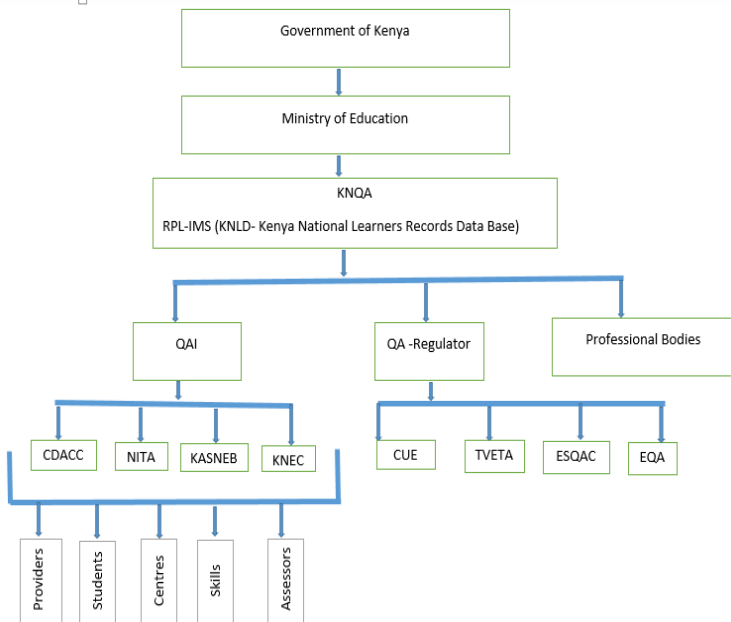 Government of Kenya
Ministry of Education
KNQA
RPL-IMS (KNLD- Kenya National Learners Records Data Base)
QAI
QA -Regulator
Professional Bodies
CDACC
NITA
KASNEB
KNEC
CUE
TVETA
ESQAC
EQA
Providers
Students
Centres
Skills
Assessors